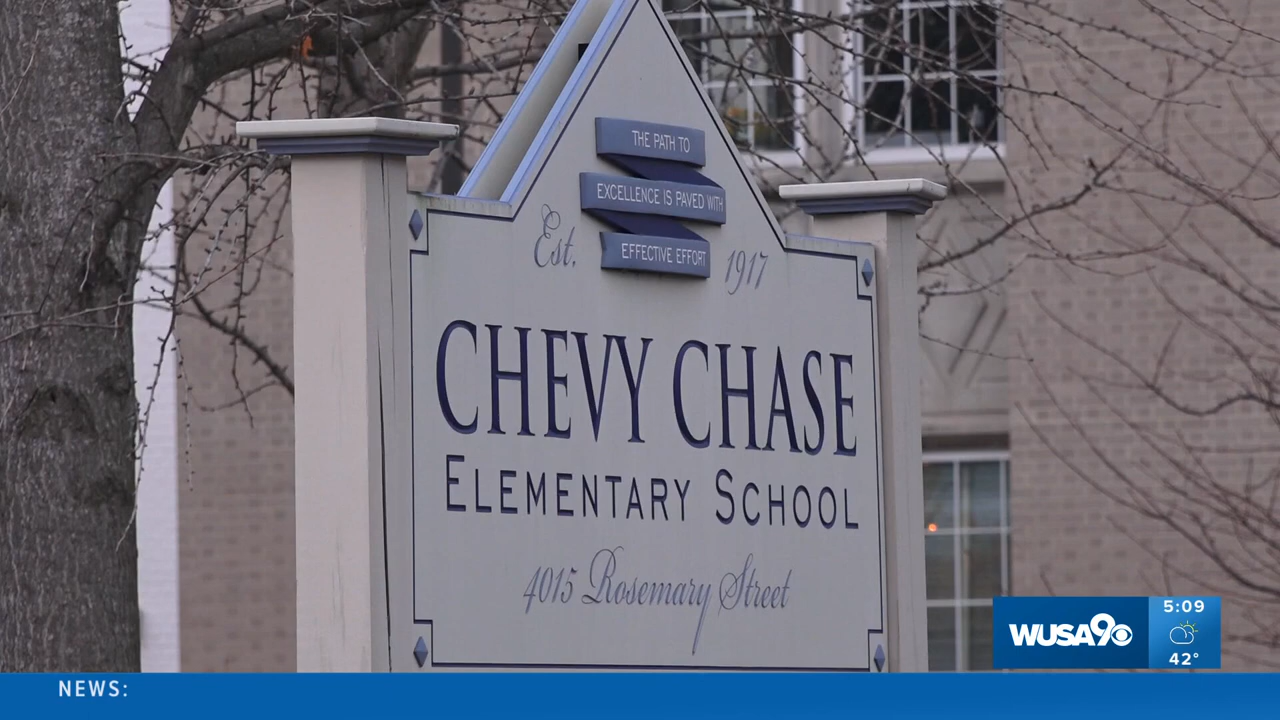 THE PATH TO
EXCELLENCE IS PAVED WITH
EFFECTIVE EFFORT
Est. 1917
CHEVY CHASE
ELEMENTARY SCHOOL
4015 Rosemary Street
WUSA9
5:09
42°
NEWS: